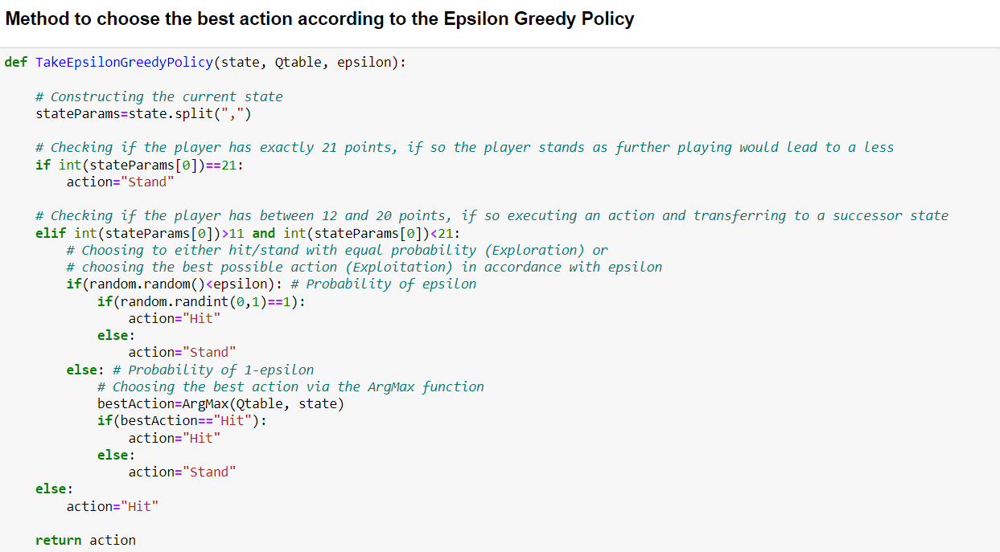 Method to choose the best action according to the Epsilon Greedy Policy
def TakeEpsilonGreedyPolicy(state, Qtable, epsilon):
    # Constructing the current state
    stateParams=state.split(",")
    # Checking if the player has exactly 21 points, if so the player stands as further playing would lead to a less
    if int(stateParams[0])==21:
        action="Stand"
    # Checking if the player has between 12 and 20 points, if so executing an action and transferring to a successor state
    elif int(stateParams[0])>11 and int(stateParams[0])<21:
        # Choosing to either hit/stand with equal probability (Exploration) or
        # choosing the best possible action (Exploitation) in accordance with epsilon
        if(random.random()<epsilon): # Probability of epsilon
            if(random.randint(0,1)==1):
                action="Hit"
            else:
                action="Stand"
        else: # Probability of 1-epsilon
            # Choosing the best action via the ArgMax function
            bestAction=ArgMax(Qtable, state)
            if(bestAction=="Hit"):
                action="Hit"
            else:
                action="Stand"
    else:
        action="Hit"
    return action